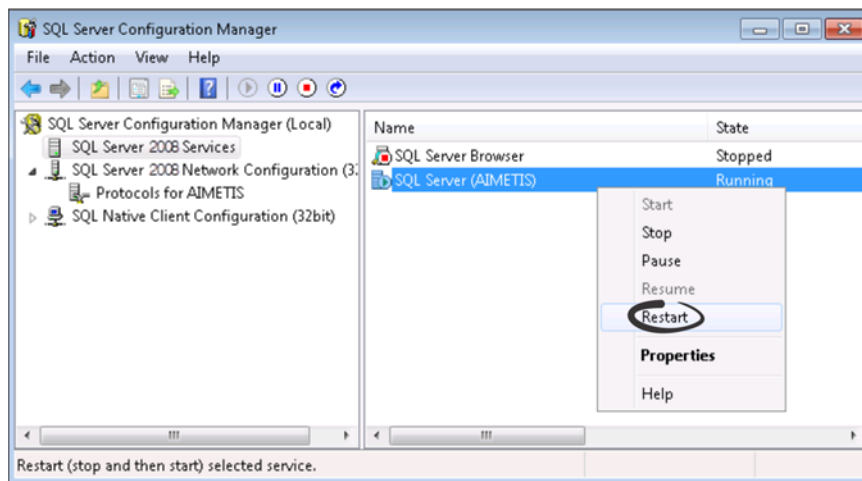 SQL Server Configuration Manager
File Action View Help
SQL Server Configuration Manager (Local)
SQL Server 2008 Services
SQL Server 2008 Network Configuration (3
Protocols for AIMETIS
SQL Native Client Configuration (32bit)
Name State
SQL Server Browser Stopped
SQL Server (AIMETIS) Running
Start
Stop
Pause
Resume
Restart
Properties
Help
Restart (stop and then start) selected service.